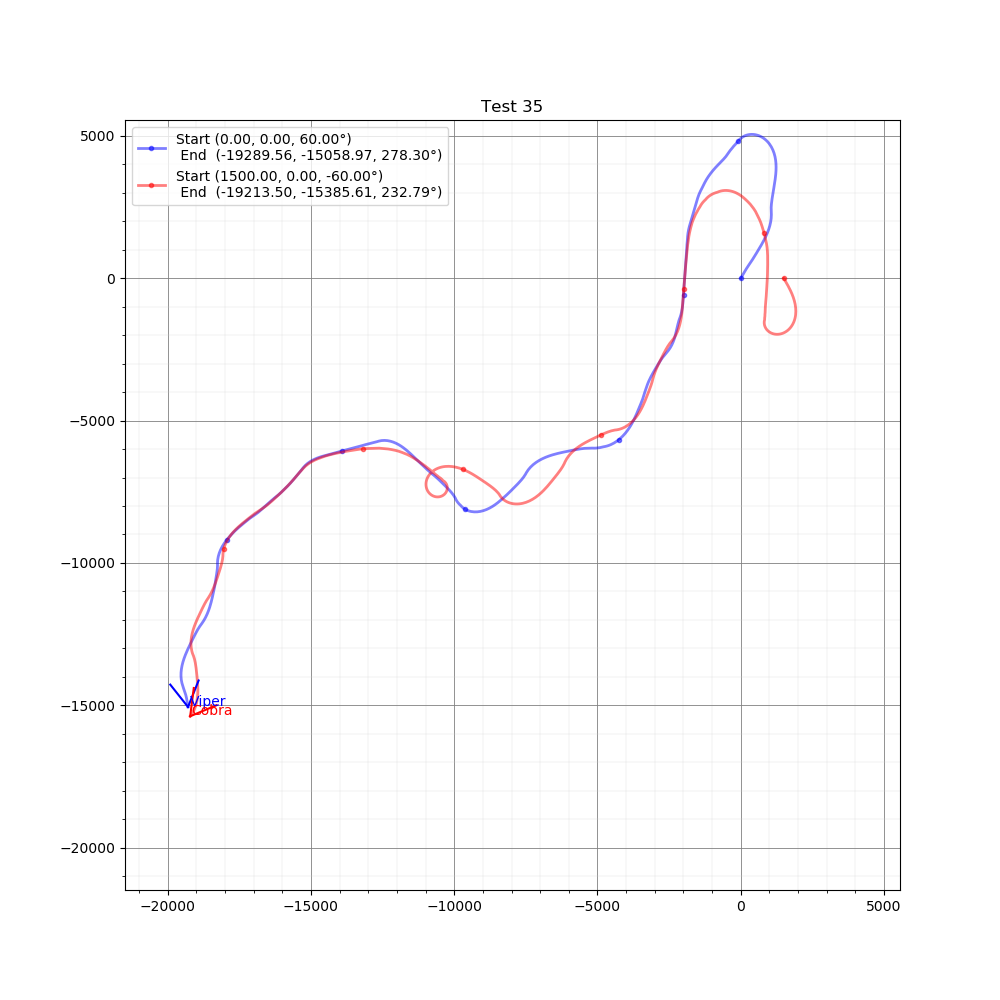 Test 35
Start (0.00, 0.00, 60.00°)
End (-19289.56, -15058.97, 278.30°)
Start (1500.00, 0.00, -60.00°)
End (-19213.50, -15385.61, 232.79°)
5000
0
−5000
−10000
−15000
−20000
Viper
Cobra
−20000 −15000 −10000 −5000 0 5000